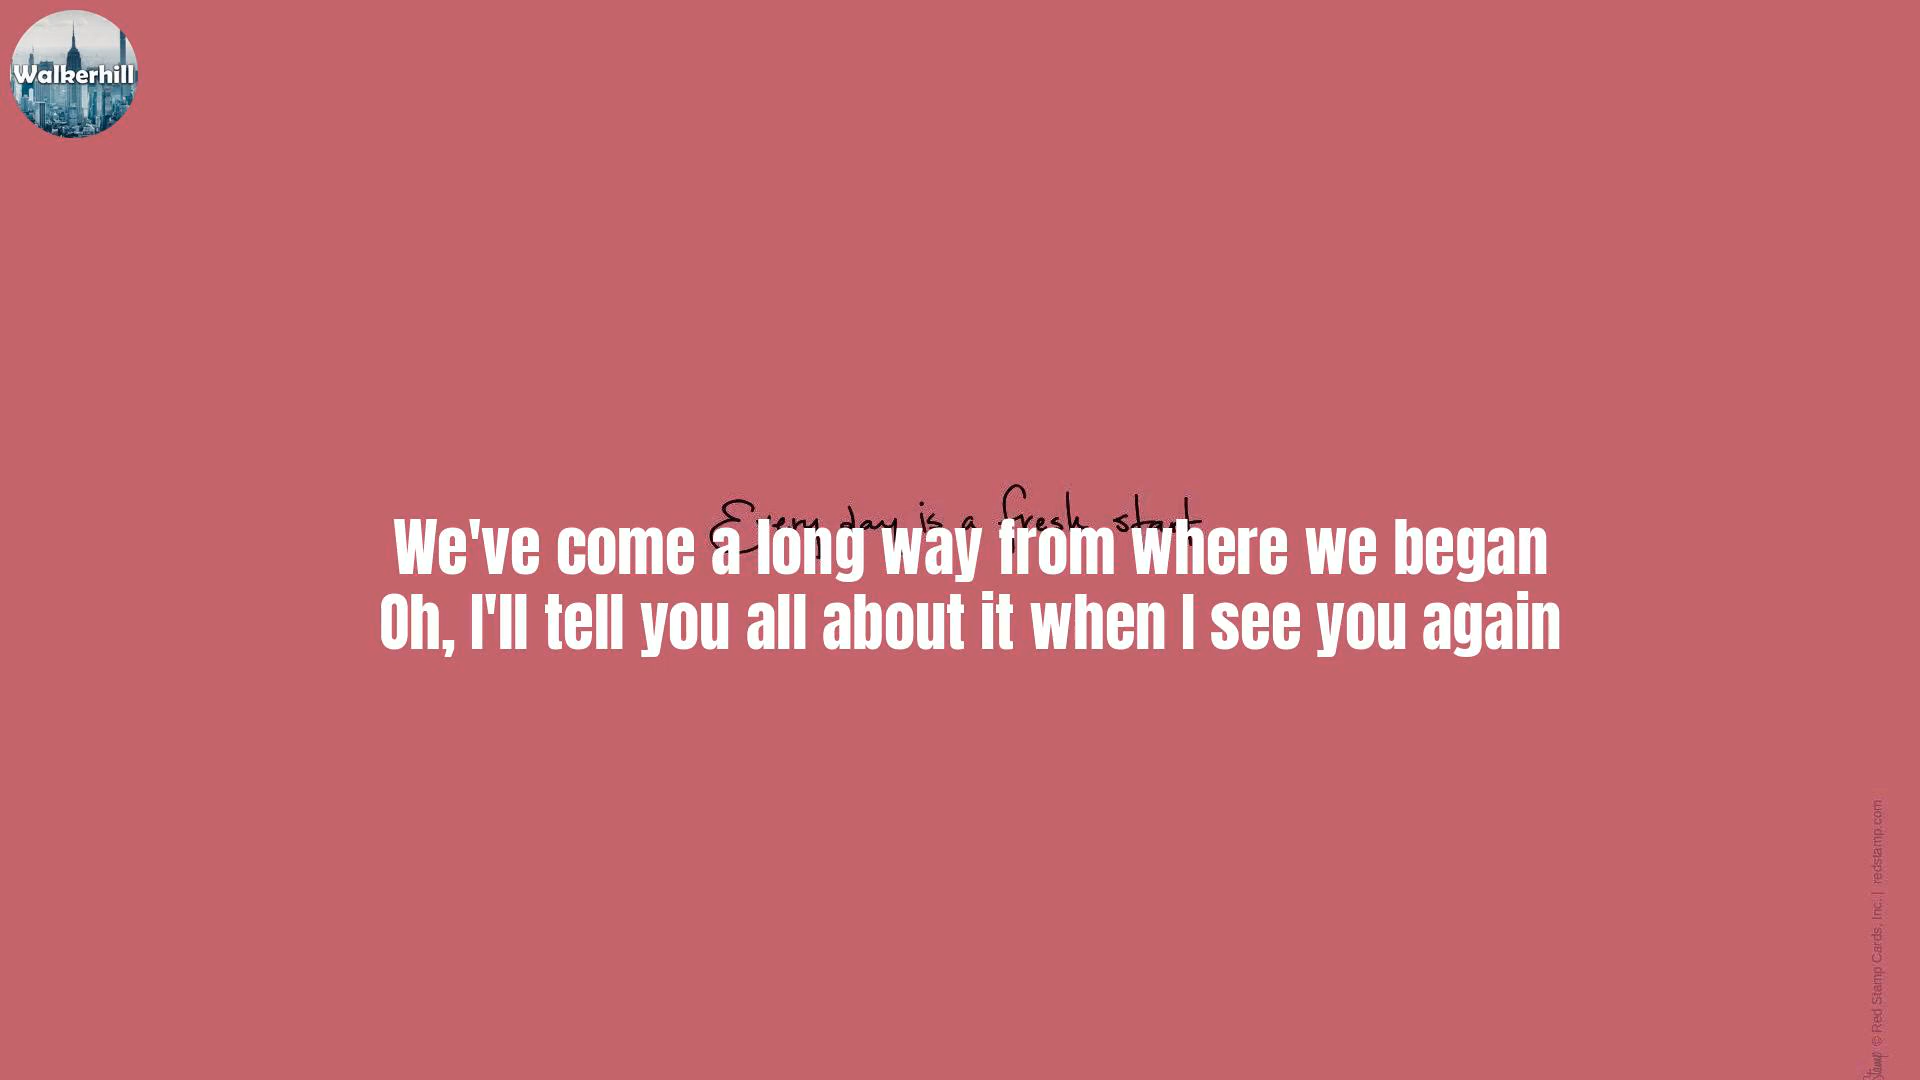 Walkerhill
Every day is a fresh start
We've come a long way from where we began
Oh, I'll tell you all about it when I see you again
© Red Stamp Cards, Inc. | redstamp.com